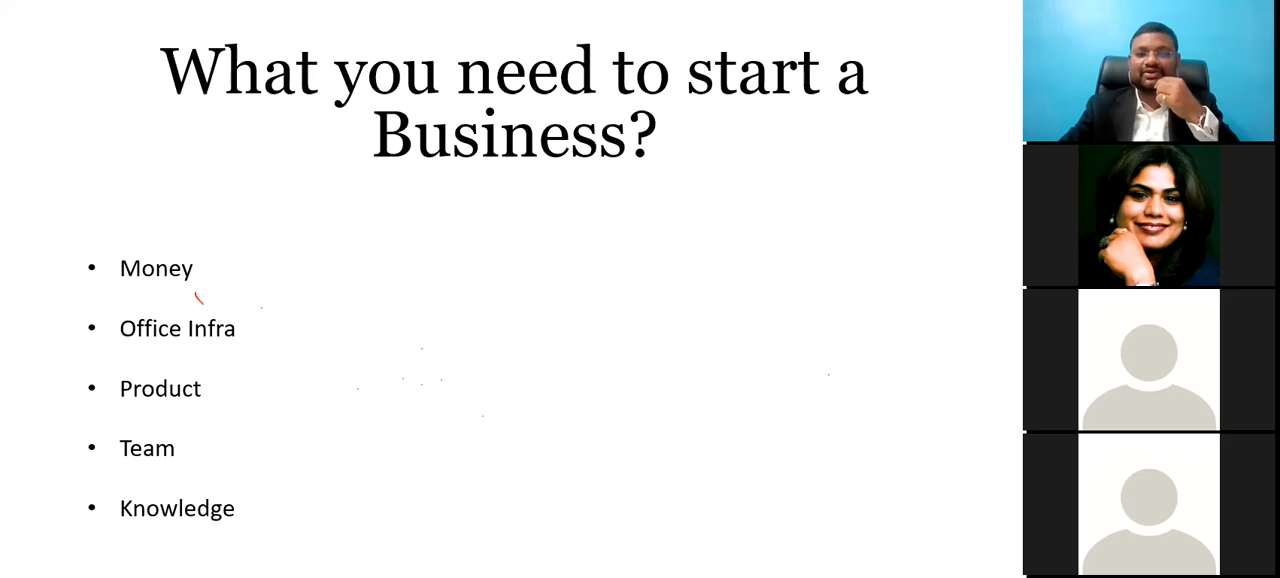 What you need to start a
Business?
• Money
• Office Infra
• Product
• Team
• Knowledge